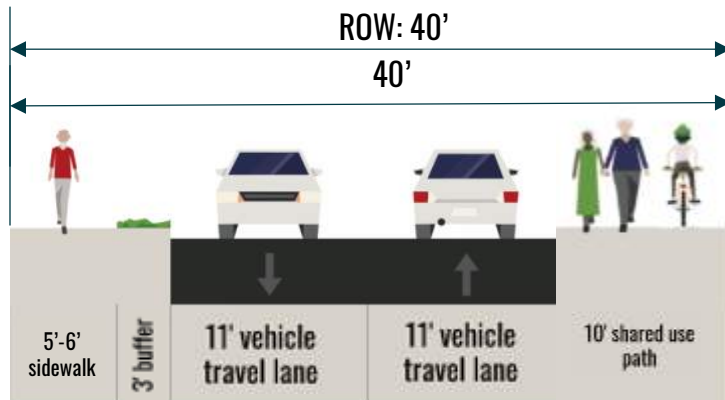 ROW: 40’
40’
5’-6’
sidewalk
3' buffer
11' vehicle
travel lane
11' vehicle
travel lane
10' shared use
path